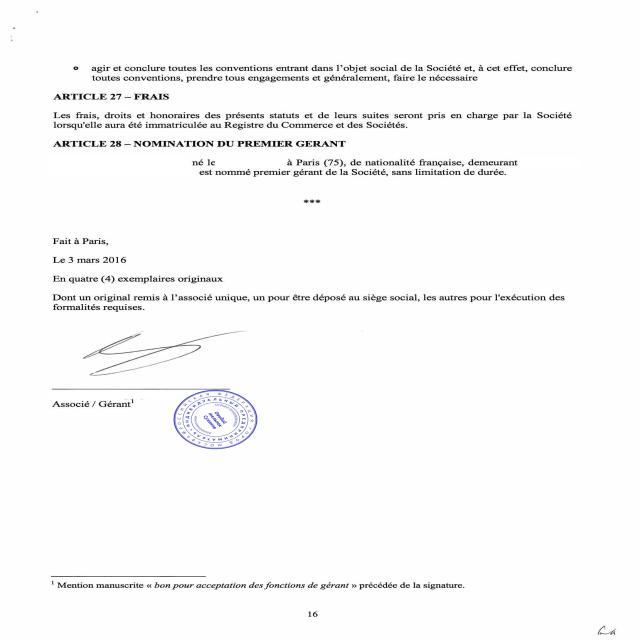 agir et conclure toutes les conventions entrant dans l'objet social de la Société et, à cet effet, conclure
toutes conventions, prendre tous engagements et généralement, faire le nécessaire
ARTICLE 27 – FRAIS
Les frais, droits et honoraires des présents statuts et de leurs suites seront pris en charge par la Société
lorsqu'elle aura été immatriculée au Registre du Commerce et des Sociétés.
ARTICLE 28 – NOMINATION DU PREMIER GERANT
né le à Paris (75), de nationalité française, demeurant
est nommé premier gérant de la Société, sans limitation de durée.
***
Fait à Paris,
Le 3 mars 2016
En quatre (4) exemplaires originaux
Dont un original remis à l'associé unique, un pour être déposé au siège social, les autres pour l'exécution des
formalités requises.
Associé / Gérant1
1 Mention manuscrite « bon pour acceptation des fonctions de gérant » précédée de la signature.
16